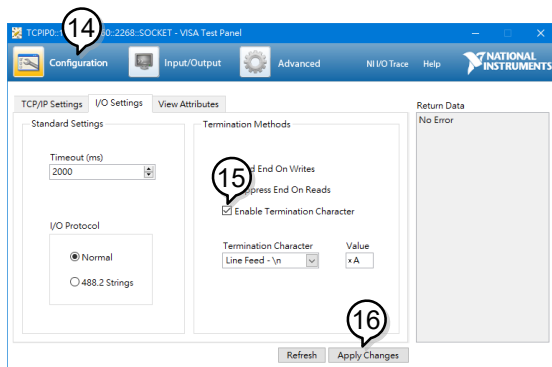 TCPIP0::1 0::2268::SOCKET - VISA Test Panel
14
Configuration
Input/Output
Advanced
NI I/O Trace
Help
NATIONAL
INSTRUMENTS
TCP/IP Settings
I/O Settings
View Attributes
Return Data
No Error
Standard Settings
Termination Methods
Timeout (ms)
2000
d End On Writes
15
ppress End On Reads
Enable Termination Character
I/O Protocol
Normal
488.2 Strings
Termination Character
Value
Line Feed - \n
xA
16
Refresh
Apply Changes